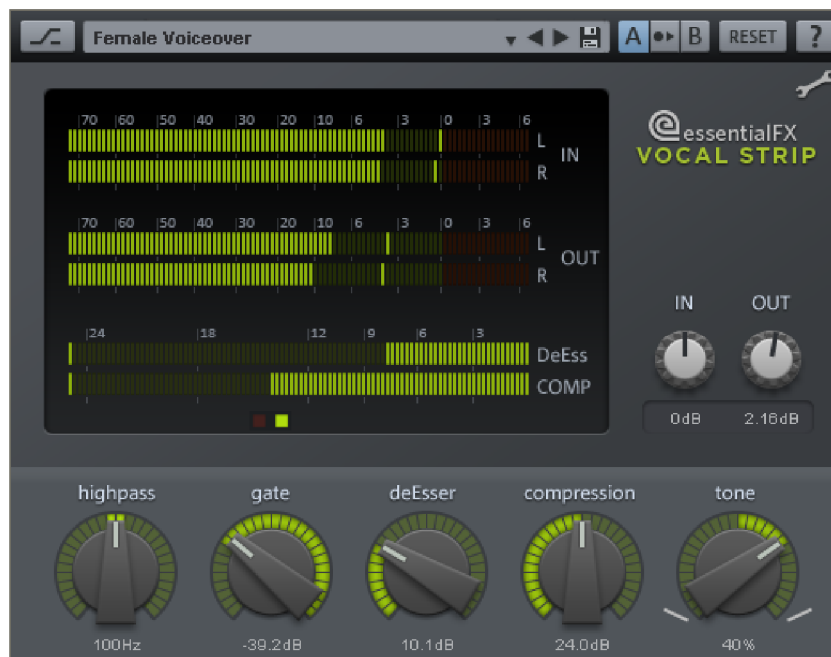 Female Voiceover
A B RESET ?
70 60 50 40 30 20 10 6 3 0 3 6
L
IN
R
70 60 50 40 30 20 10 6 3 0 3 6
L
OUT
R
24 18 12 9 6 3
DeEss
COMP
essentialFX
VOCAL STRIP
IN OUT
0dB 2.16dB
highpass gate deEsser compression tone
100Hz -39.2dB 10.1dB 24.0dB 40%